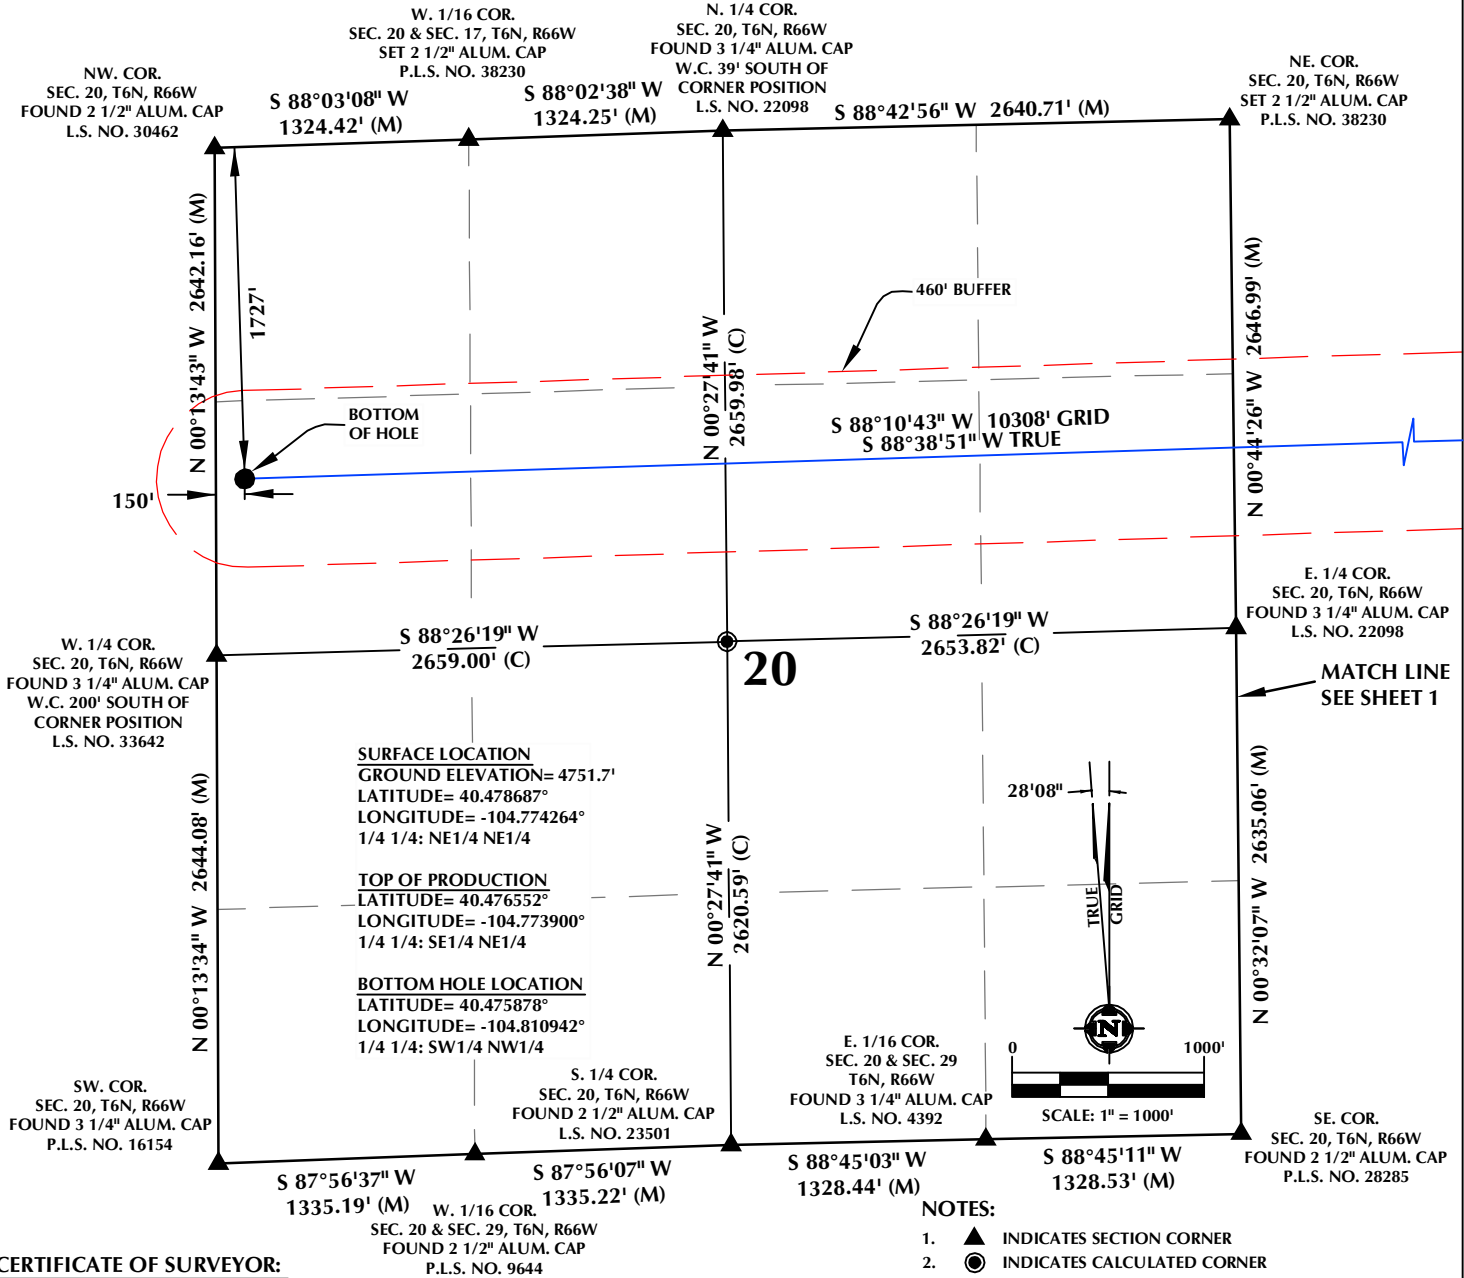 W. 1/16 COR.
SEC. 20 & SEC. 17, T6N, R66W
SET 2 1/2" ALUM. CAP
P.L.S. NO. 38230
N. 1/4 COR.
SEC. 20, T6N, R66W
FOUND 3 1/4" ALUM. CAP
W.C. 39' SOUTH OF
CORNER POSITION
L.S. NO. 22098
NW. COR.
SEC. 20, T6N, R66W
FOUND 2 1/2" ALUM. CAP
L.S. NO. 30462
NE. COR.
SEC. 20, T6N, R66W
SET 2 1/2" ALUM. CAP
P.L.S. NO. 38230
S 88°03'08" W
1324.42' (M)
S 88°02'38" W
1324.25' (M)
S 88°42'56" W 2640.71' (M)
N 00°13'43" W 2642.16' (M)
1727'
N 00°27'41" W
2659.98' (C)
N 00°44'26" W 2646.99' (M)
460' BUFFER
BOTTOM
OF HOLE
S 88°10'43" W 10308' GRID
S 88°38'51" W TRUE
150'
W. 1/4 COR.
SEC. 20, T6N, R66W
FOUND 3 1/4" ALUM. CAP
W.C. 200' SOUTH OF
CORNER POSITION
L.S. NO. 33642
S 88°26'19" W
2659.00' (C)
20
S 88°26'19" W
2653.82' (C)
E. 1/4 COR.
SEC. 20, T6N, R66W
FOUND 3 1/4" ALUM. CAP
L.S. NO. 22098
MATCH LINE
SEE SHEET 1
SURFACE LOCATION
GROUND ELEVATION= 4751.7'
LATITUDE= 40.478687°
LONGITUDE= -104.774264°
1/4 1/4: NE1/4 NE1/4
TOP OF PRODUCTION
LATITUDE= 40.476552°
LONGITUDE= -104.773900°
1/4 1/4: SE1/4 NE1/4
BOTTOM HOLE LOCATION
LATITUDE= 40.475878°
LONGITUDE= -104.810942°
1/4 1/4: SW1/4 NW1/4
N 00°13'34" W 2644.08' (M)
N 00°27'41" W
2620.59' (C)
28'08"
TRUE
GRID
N
N 00°32'07" W 2635.06' (M)
0 1000'
SCALE: 1" = 1000'
SW. COR.
SEC. 20, T6N, R66W
FOUND 3 1/4" ALUM. CAP
P.L.S. NO. 16154
S. 1/4 COR.
SEC. 20, T6N, R66W
FOUND 2 1/2" ALUM. CAP
L.S. NO. 23501
E. 1/16 COR.
SEC. 20 & SEC. 29
T6N, R66W
FOUND 3 1/4" ALUM. CAP
L.S. NO. 4392
SE. COR.
SEC. 20, T6N, R66W
FOUND 2 1/2" ALUM. CAP
P.L.S. NO. 28285
S 87°56'37" W
1335.19' (M)
S 87°56'07" W
1335.22' (M)
S 88°45'03" W
1328.44' (M)
S 88°45'11" W
1328.53' (M)
W. 1/16 COR.
SEC. 20 & SEC. 29, T6N, R66W
FOUND 2 1/2" ALUM. CAP
P.L.S. NO. 9644
NOTES:
1. INDICATES SECTION CORNER
2. INDICATES CALCULATED CORNER
CERTIFICATE OF SURVEYOR: